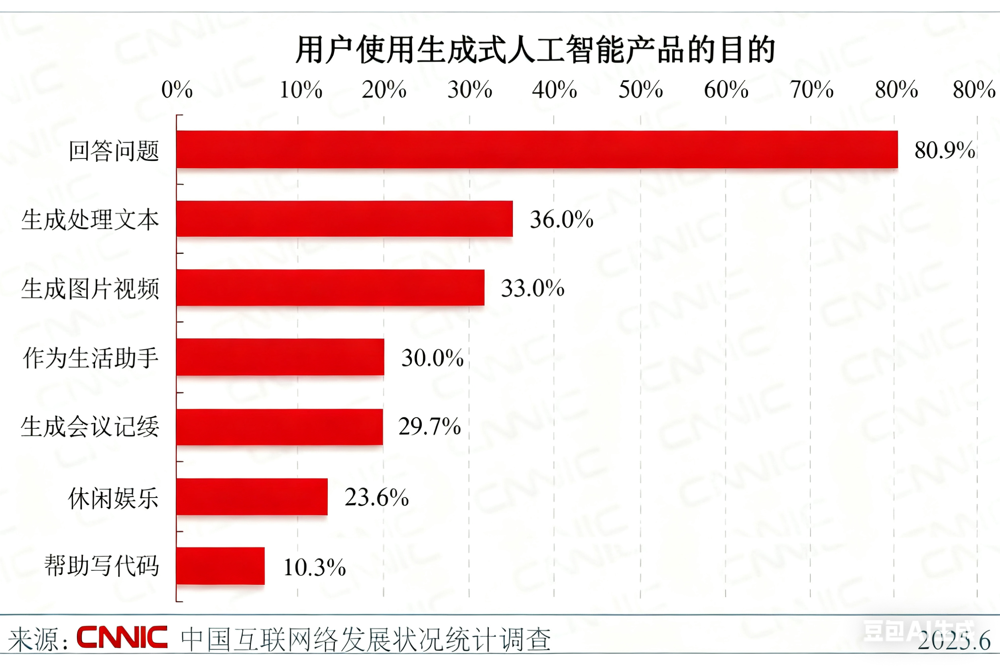 用户使用生成式人工智能产品的目的
0% 10% 20% 30% 40% 50% 60% 70% 80% 80%
回答问题 80.9%
生成处理文本 36.0%
生成图片视频 33.0%
作为生活助手 30.0%
生成会议记绥 29.7%
休闲娱乐 23.6%
帮助写代码 10.3%
来源: CNNIC 中国互联网络发展状况统计调查 2025.6
豆包AI生成